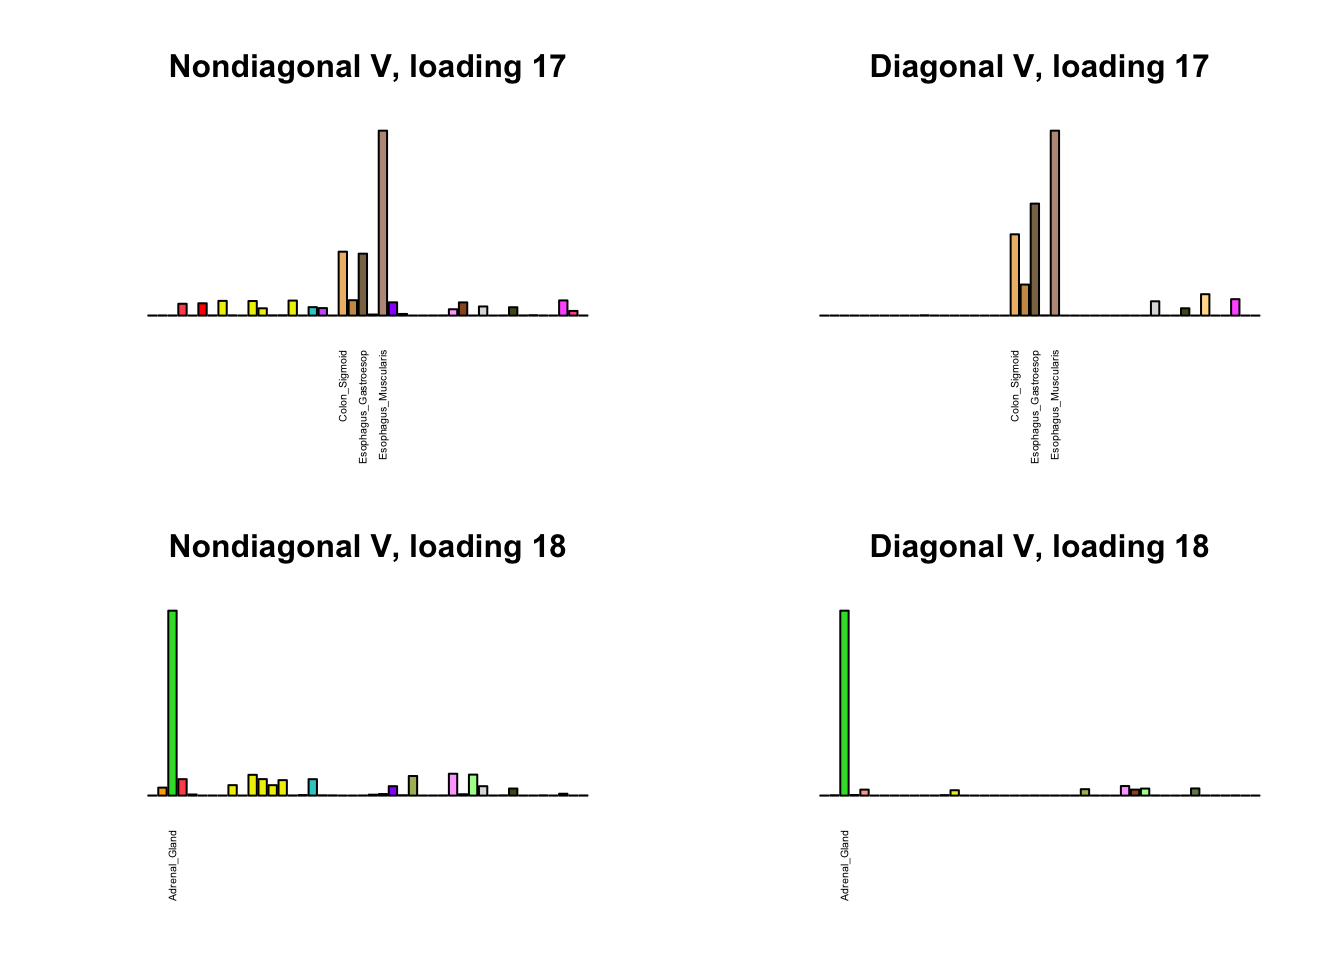 Nondiagonal V, loading 17
Diagonal V, loading 17
Colon_Sigmoid
Esophagus_Gastroesop
Esophagus_Muscularis
Colon_Sigmoid
Esophagus_Gastroesop
Esophagus_Muscularis
Nondiagonal V, loading 18
Diagonal V, loading 18
Adrenal_Gland
Adrenal_Gland